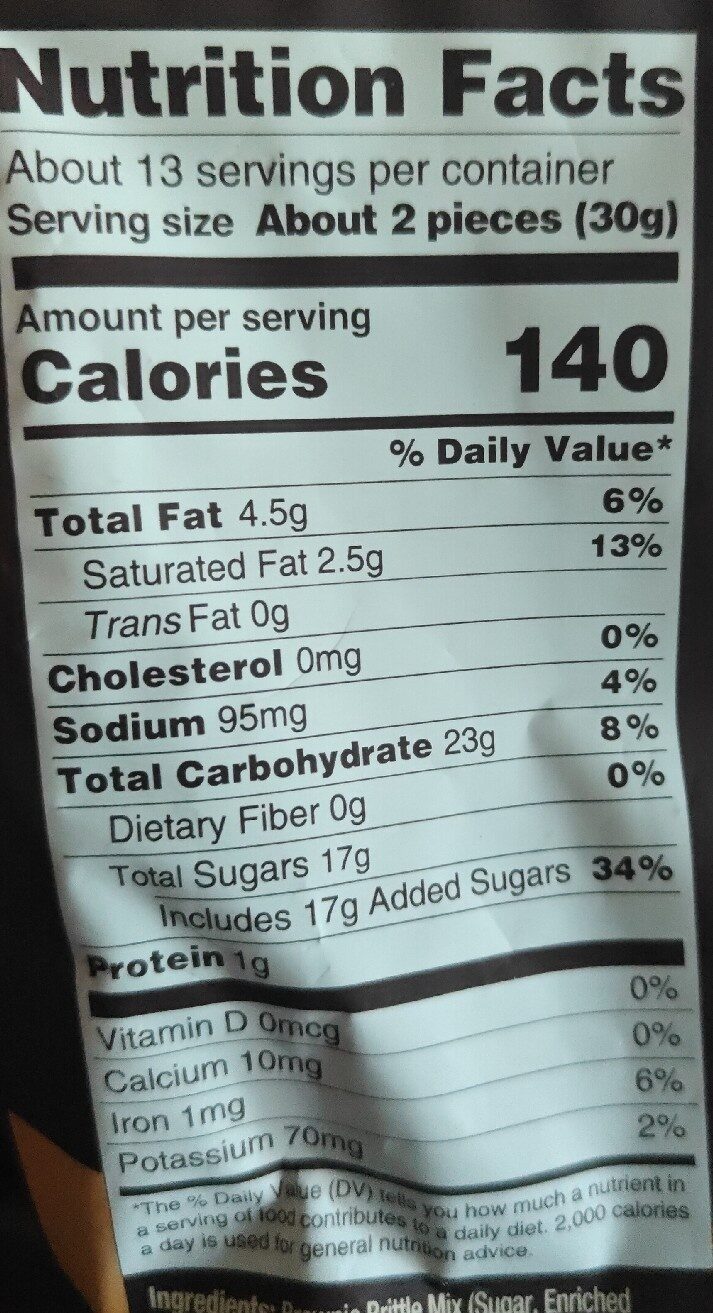 Nutrition Facts
About 13 servings per container
Serving size About 2 pieces (30g)
Amount per serving
Calories 140
% Daily Value*
Total Fat 4.5g 6%
Saturated Fat 2.5g 13%
Trans Fat 0g
Cholesterol 0mg 0%
Sodium 95mg 4%
Total Carbohydrate 23g 8%
Dietary Fiber 0g 0%
Total Sugars 17g
Includes 17g Added Sugars 34%
Protein 1g
Vitamin D 0mcg 0%
Calcium 10mg 0%
Iron 1mg 6%
Potassium 70mg 2%
*The % Daily Value (DV) tells you how much a nutrient in
a serving of food contributes to a daily diet. 2,000 calories
a day is used for general nutrition advice.
Ingredients: Brittle Mix (Sugar, Enriched